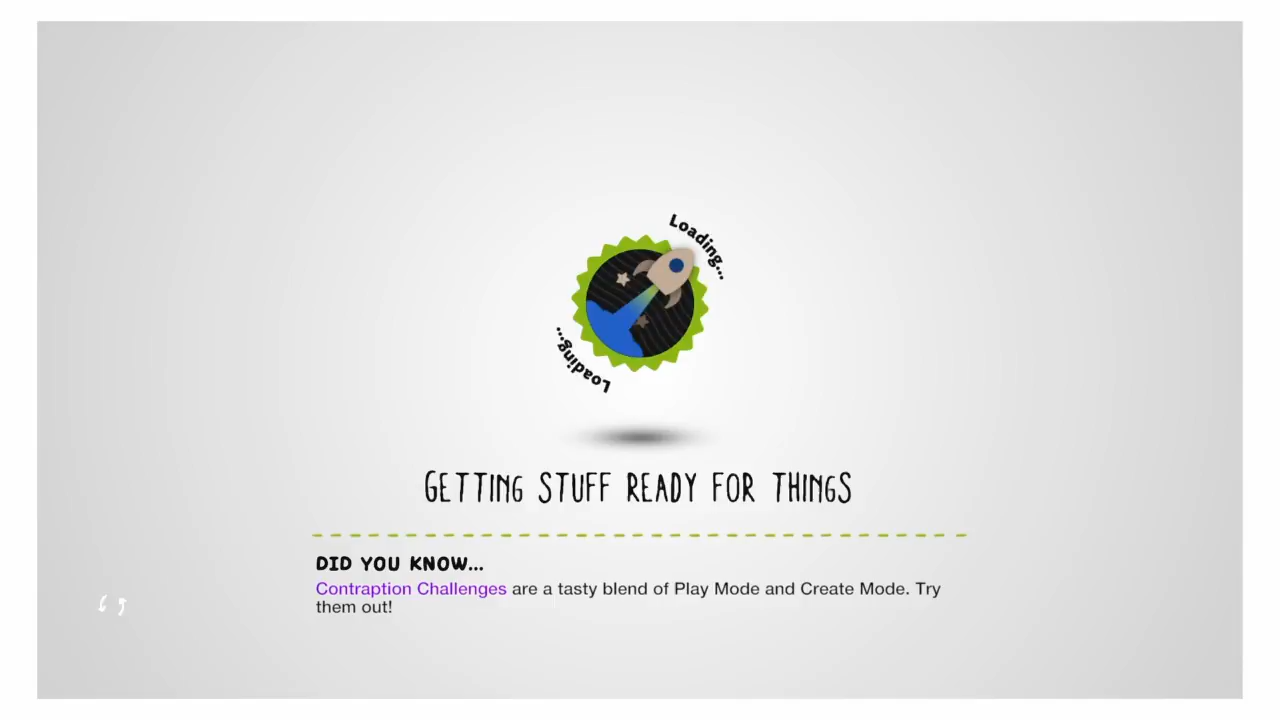 Loading...
Loading...
GETTING STUFF READY FOR THINGS
DID YOU KNOW...
Contraption Challenges are a tasty blend of Play Mode and Create Mode. Try
them out!